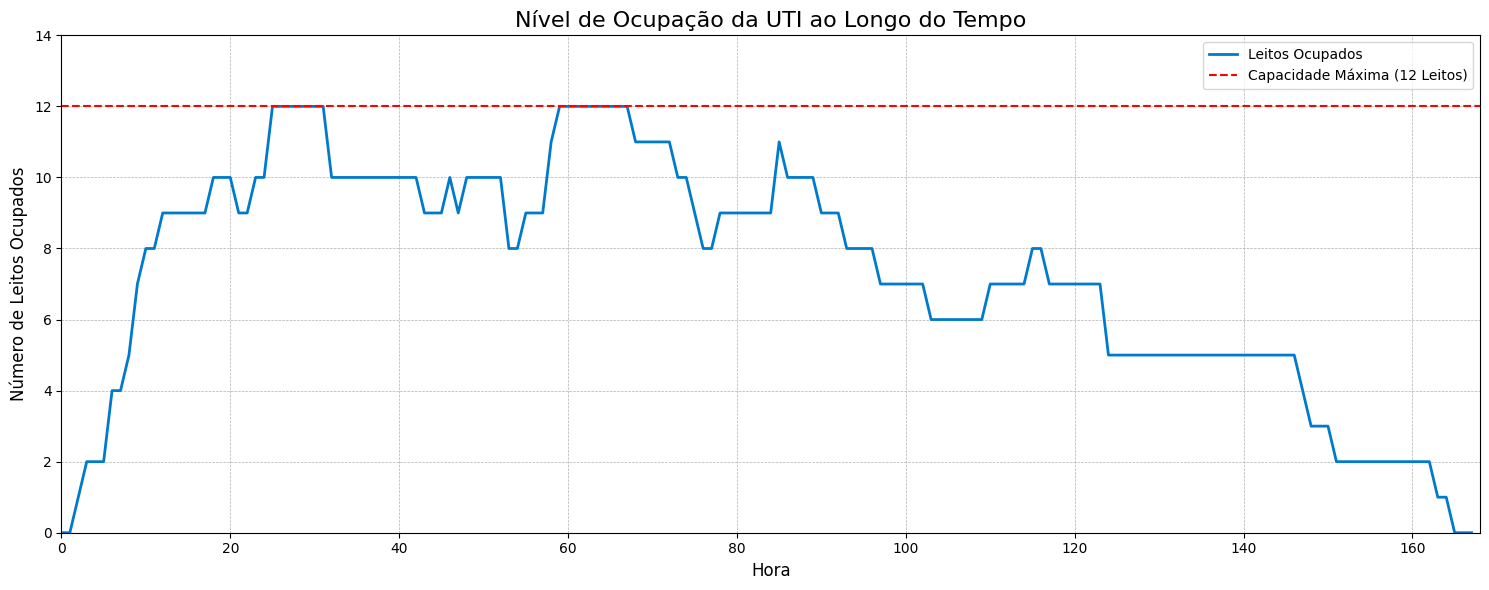 Nível de Ocupação da UTI ao Longo do Tempo
Leitos Ocupados
Capacidade Máxima (12 Leitos)
Número de Leitos Ocupados
14
12
10
8
6
4
2
0
0 20 40 60 80 100 120 140 160
Hora